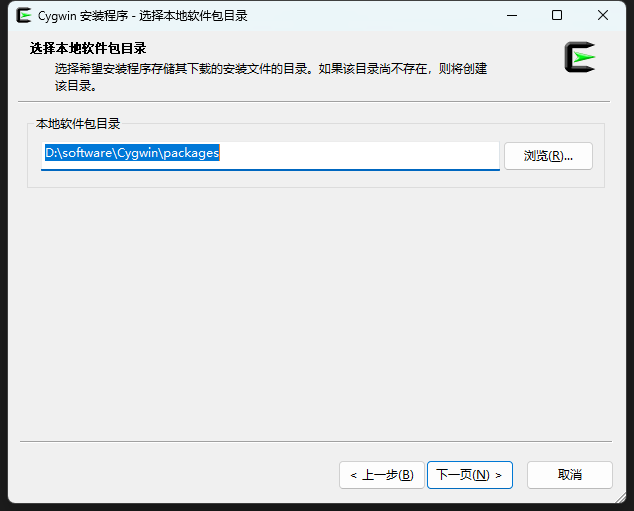 Cygwin 安装程序 - 选择本地软件包目录
选择本地软件包目录
选择希望安装程序存储其下载的安装文件的目录。如果该目录尚不存在，则将创建
该目录。
本地软件包目录
D:\software\Cygwin\packages
浏览(R)...
< 上一步(B)
下一页(N) >
取消